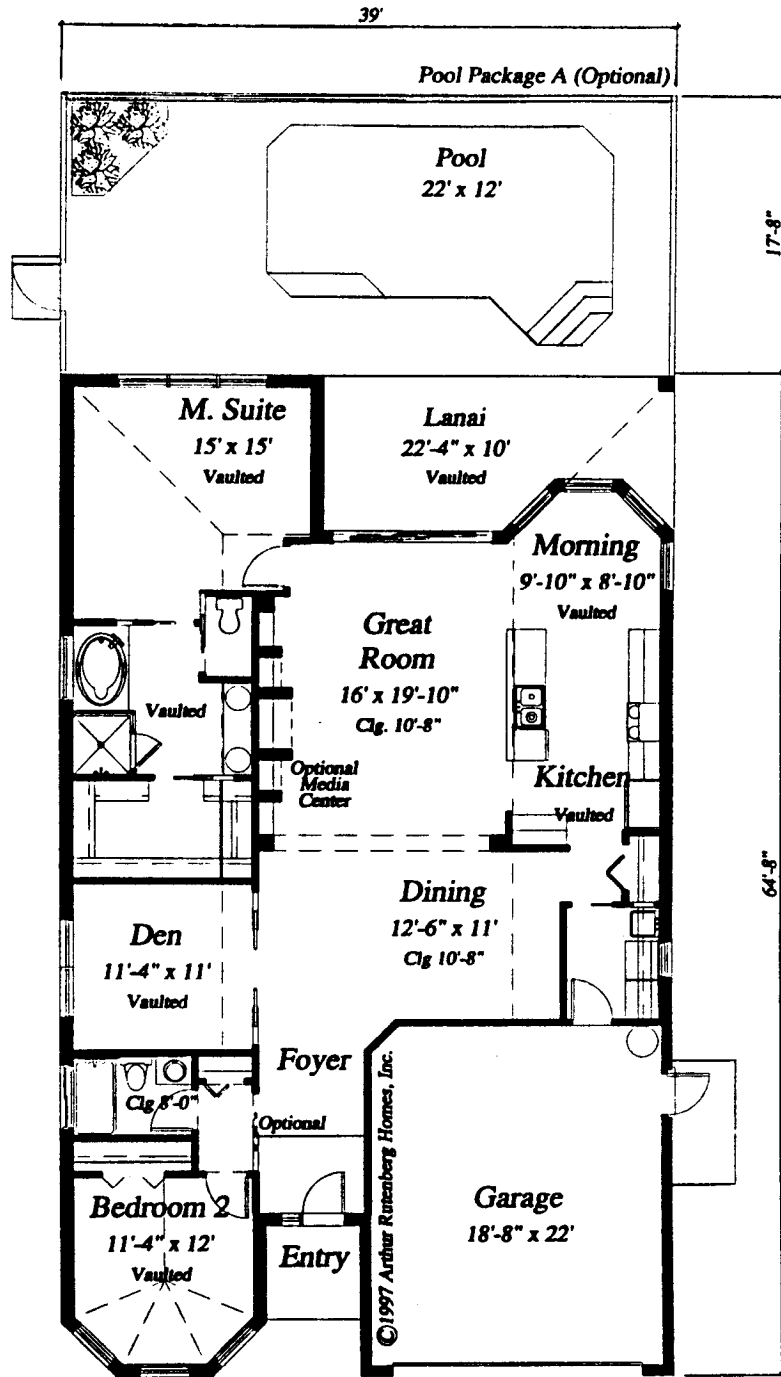 39'
Pool Package A (Optional)
Pool
22' x 12'
17'-8"
M. Suite
15' x 15'
Vaulted
Lanai
22'-4" x 10'
Vaulted
Morning
9'-10" x 8'-10"
Vaulted
Great
Room
16' x 19'-10"
Clg. 10'-8"
Vaulted
Optional
Media
Center
Kitchen
Vaulted
64'-8"
Dining
12'-6" x 11'
Clg 10'-8"
Den
11'-4" x 11'
Vaulted
Foyer
Clg 8'-0"
Optional
Bedroom 2
11'-4" x 12'
Vaulted
Entry
Garage
18'-8" x 22'
©1997 Arthur Rutenberg Homes, Inc.